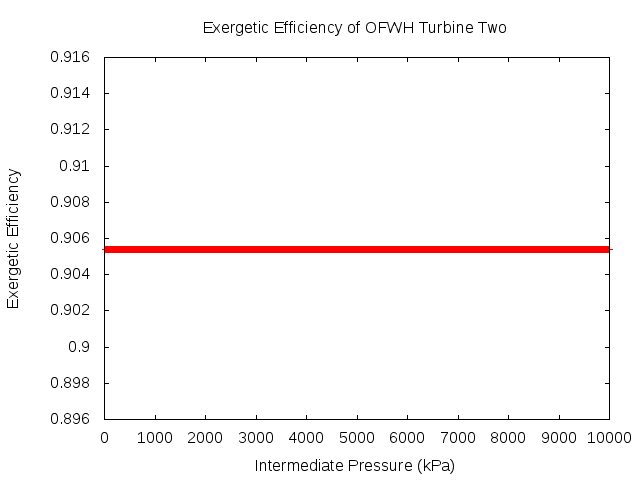 Exergetic Efficiency of OFWH Turbine Two
0.916
0.914
0.912
0.91
0.908
0.906
0.904
0.902
0.9
0.898
0.896
Exergetic Efficiency
0 1000 2000 3000 4000 5000 6000 7000 8000 9000 10000
Intermediate Pressure (kPa)